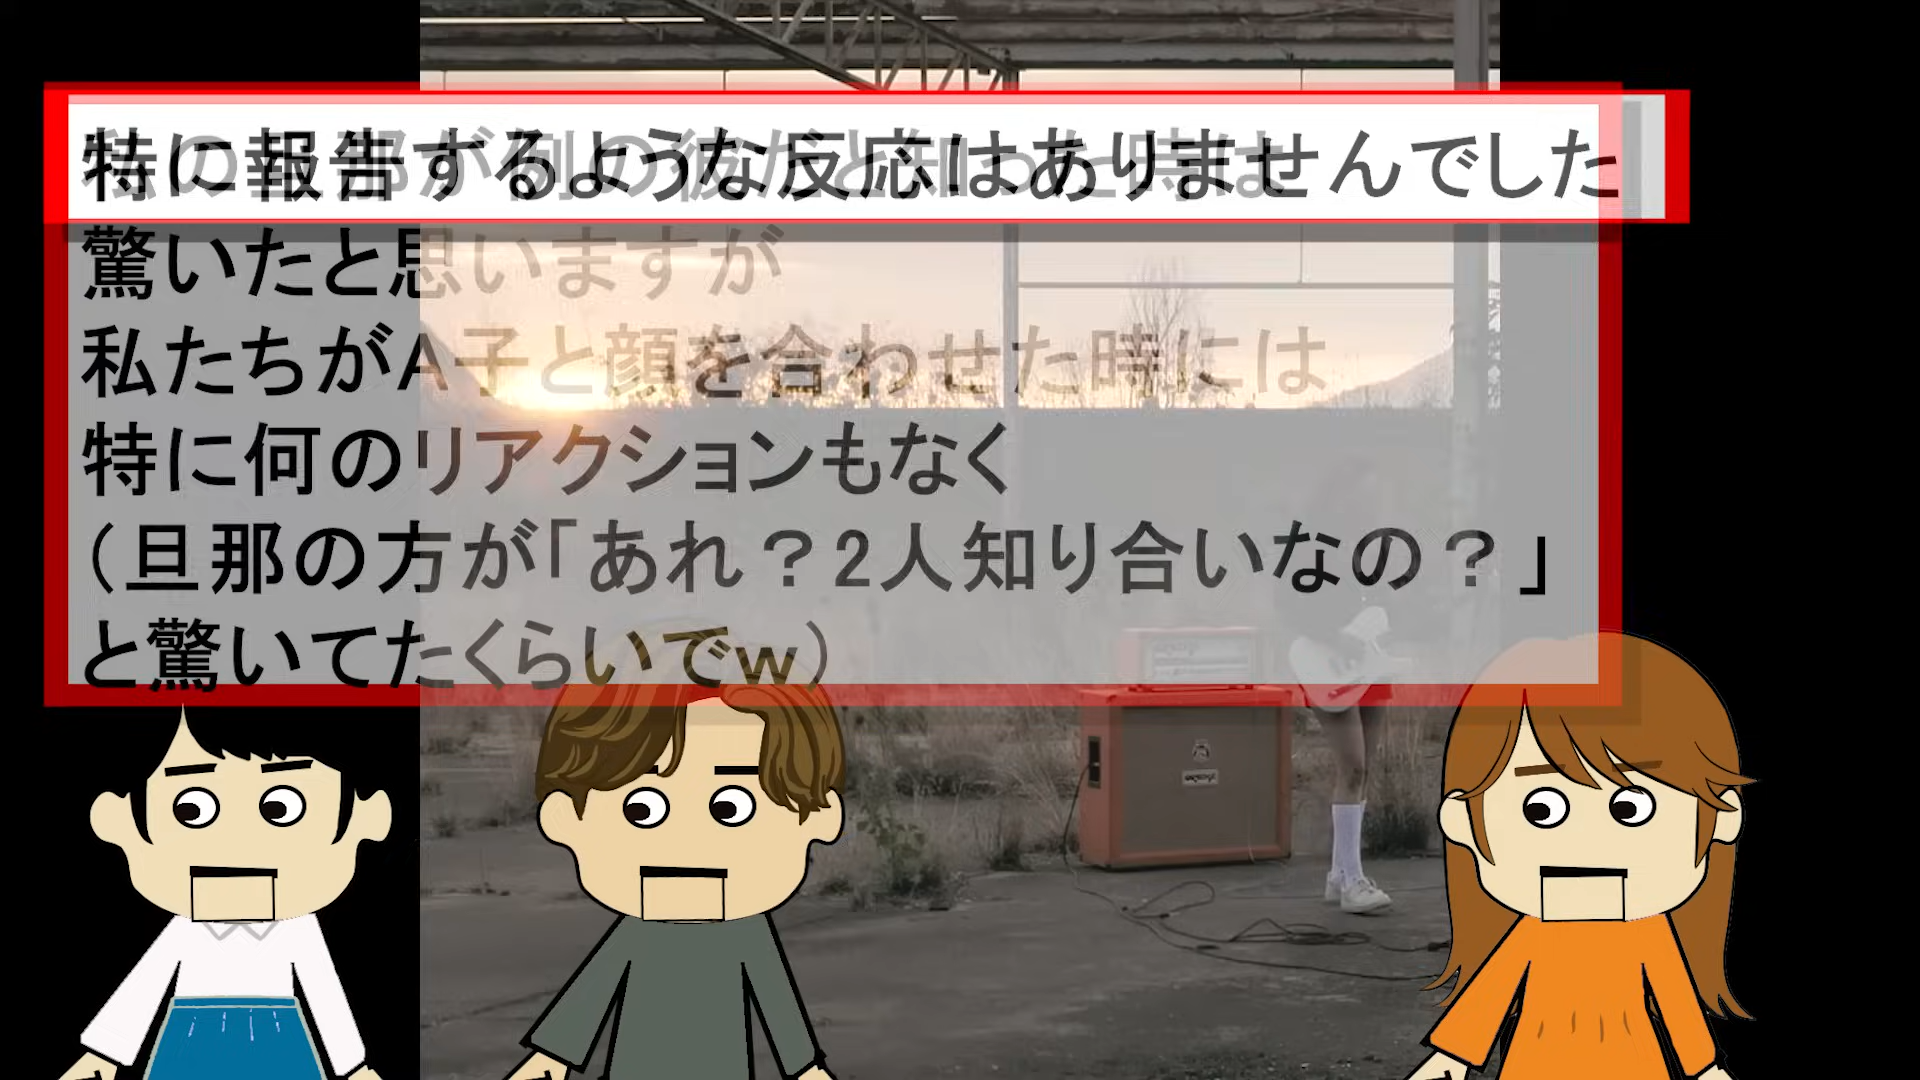 特に報告するような反応はありませんでした
驚いたと思いますが
私たちがA子と顔を合わせた時には
特に何のリアクションもなく
（旦那の方が「あれ？2人知り合いなの？」
と驚いてたくらいでw）